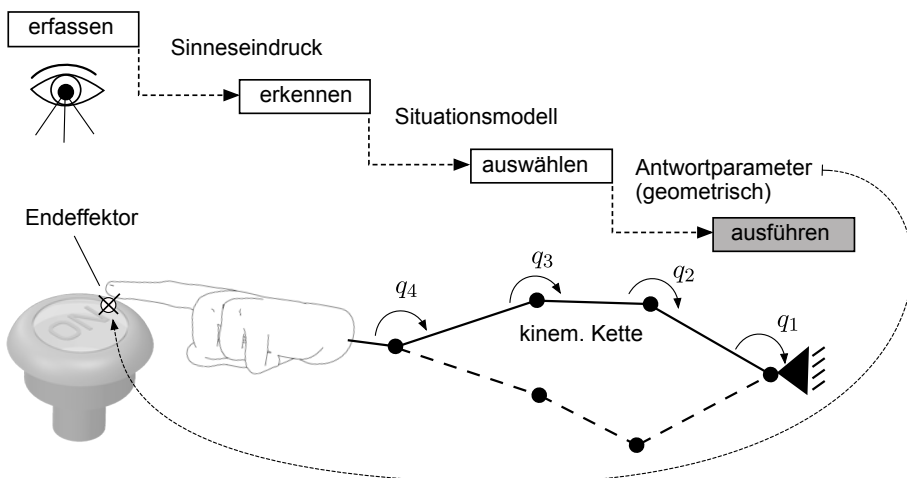 erfassen
Sinneseindruck
erkennen
Situationsmodell
auswählen
Antwortparameter
(geometrisch)
ausführen
Endeffektor
ON
q4
q3
q2
q1
kinem. Kette